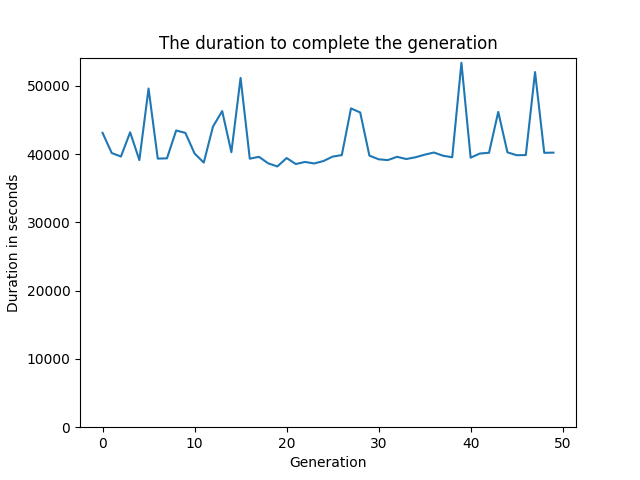 The duration to complete the generation
Duration in seconds
50000
40000
30000
20000
10000
0
0 10 20 30 40 50
Generation